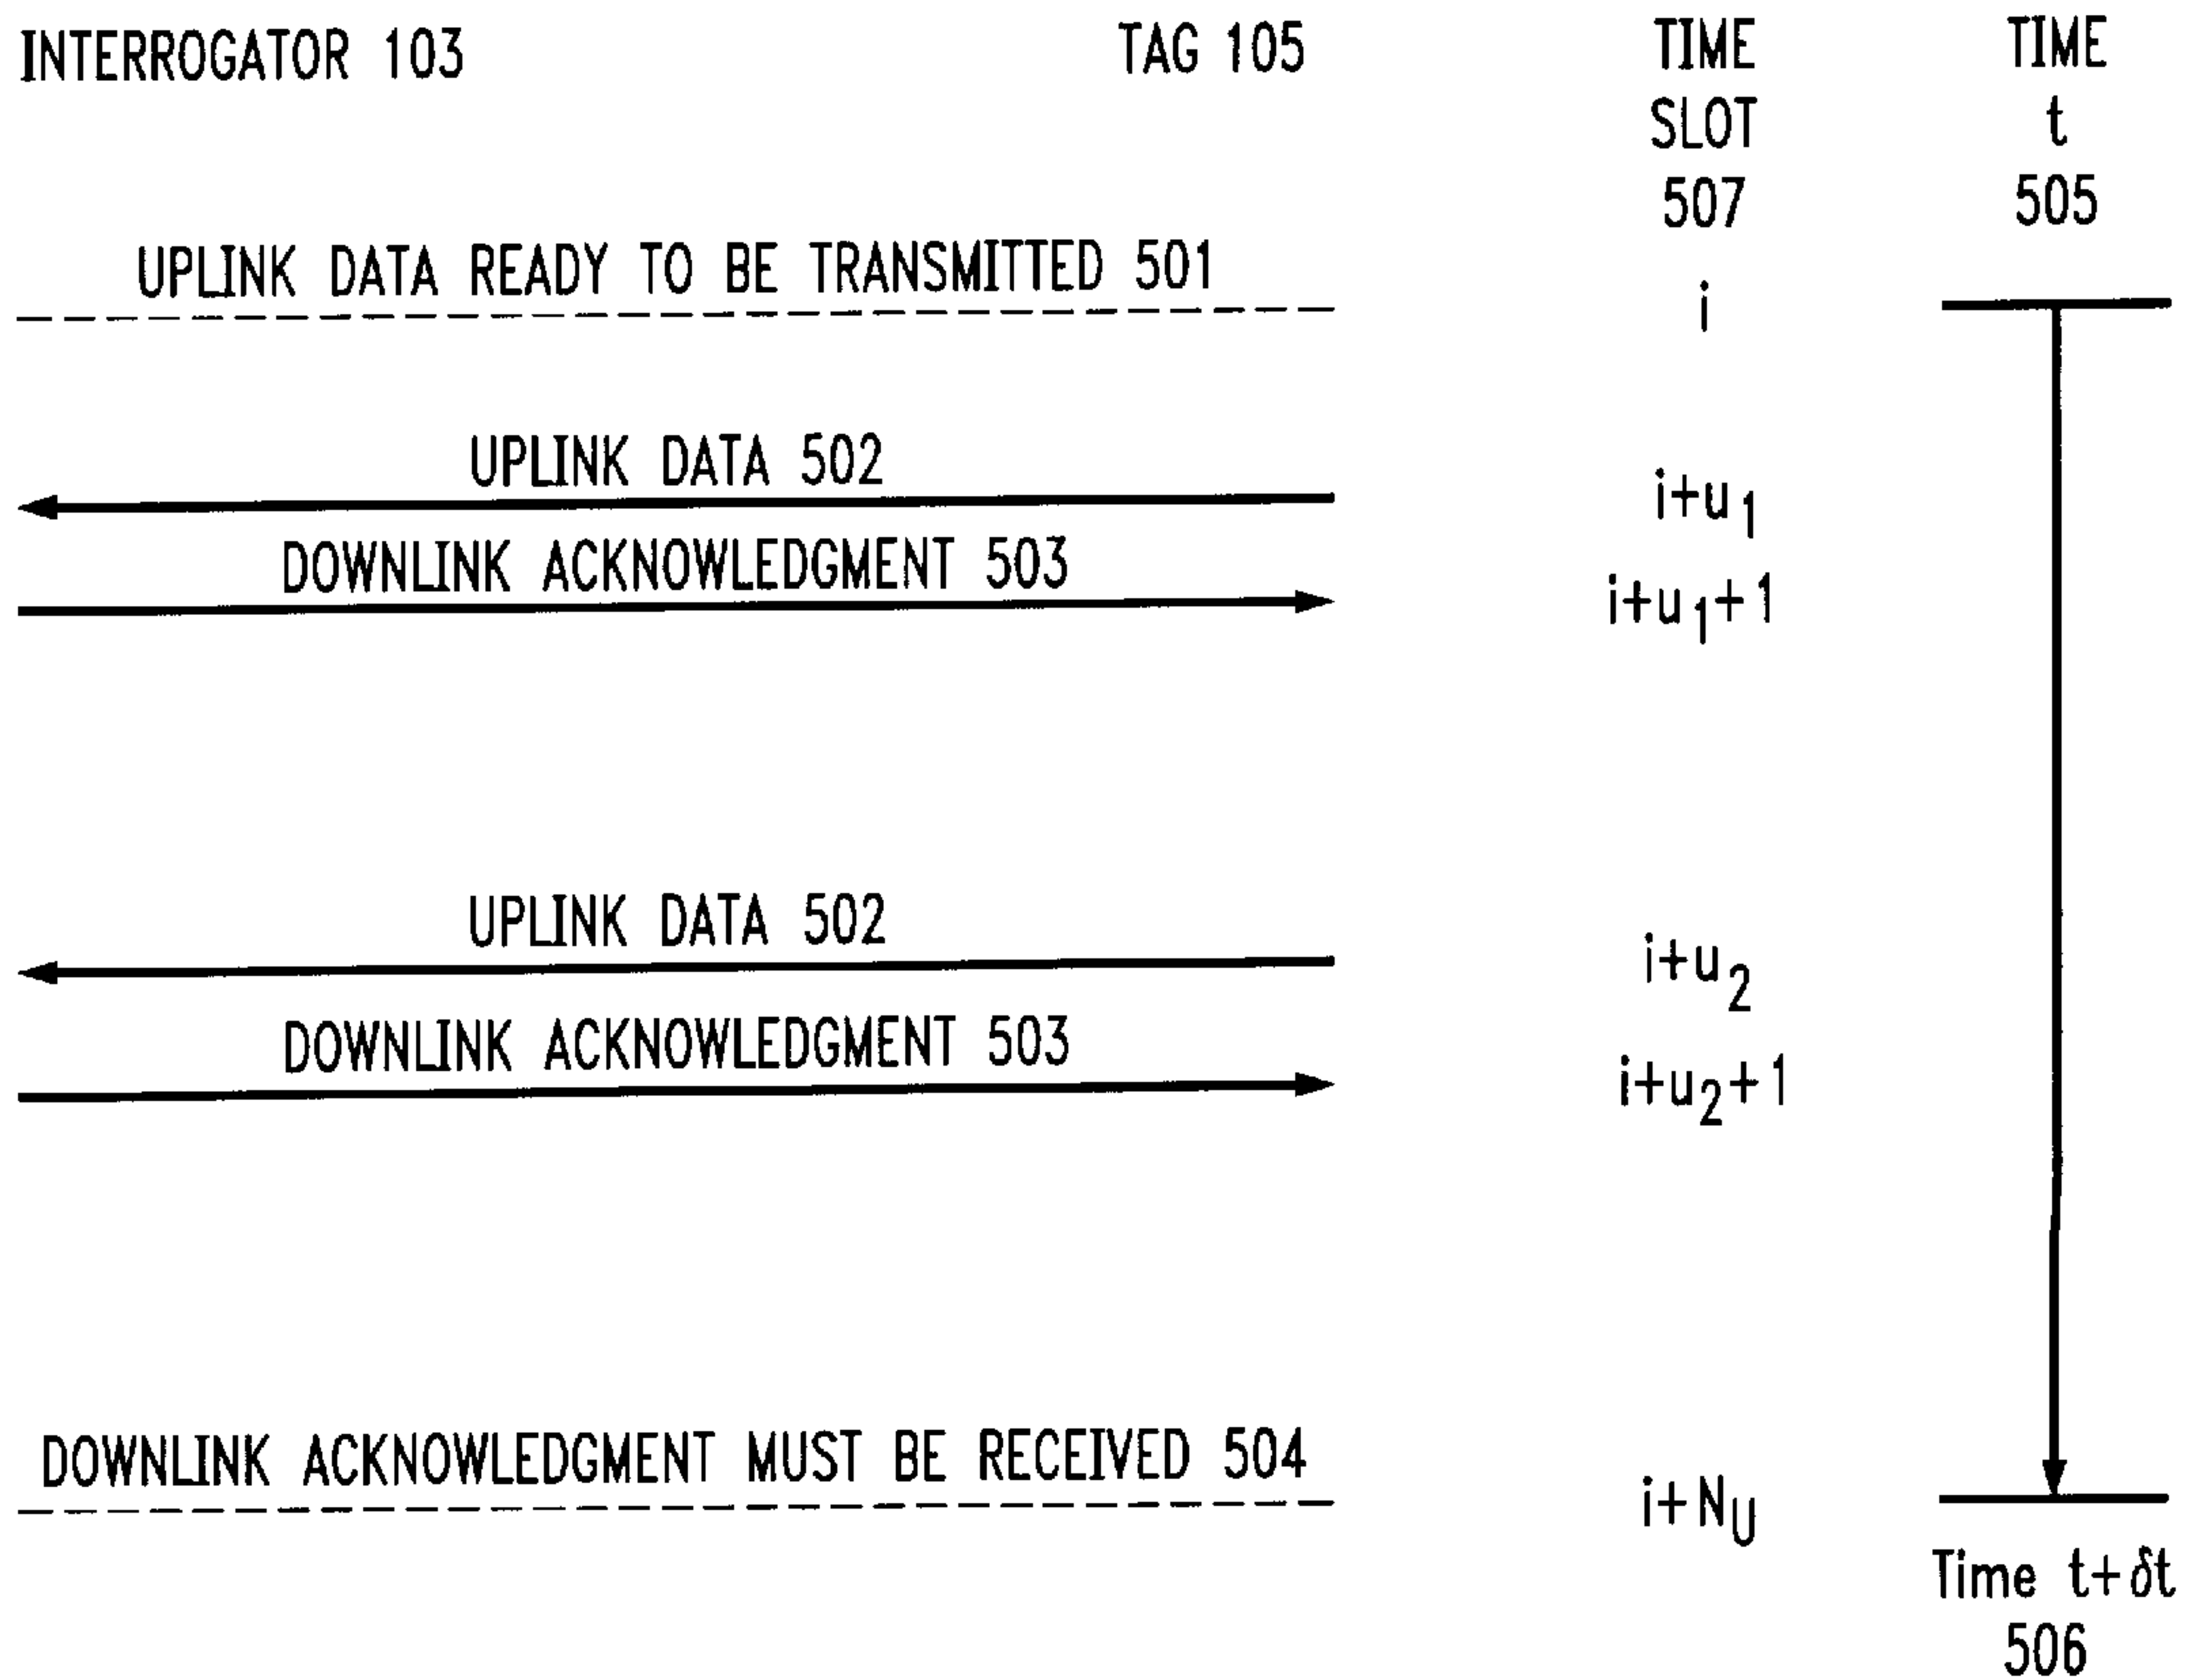 INTERROGATOR 103 TAG 105 TIME SLOT 507 TIME t 505
UPLINK DATA READY TO BE TRANSMITTED 501 i
UPLINK DATA 502 i+u1
DOWNLINK ACKNOWLEDGMENT 503 i+u1+1
UPLINK DATA 502 i+u2
DOWNLINK ACKNOWLEDGMENT 503 i+u2+1
DOWNLINK ACKNOWLEDGMENT MUST BE RECEIVED 504 i+NU
Time t+δt
506